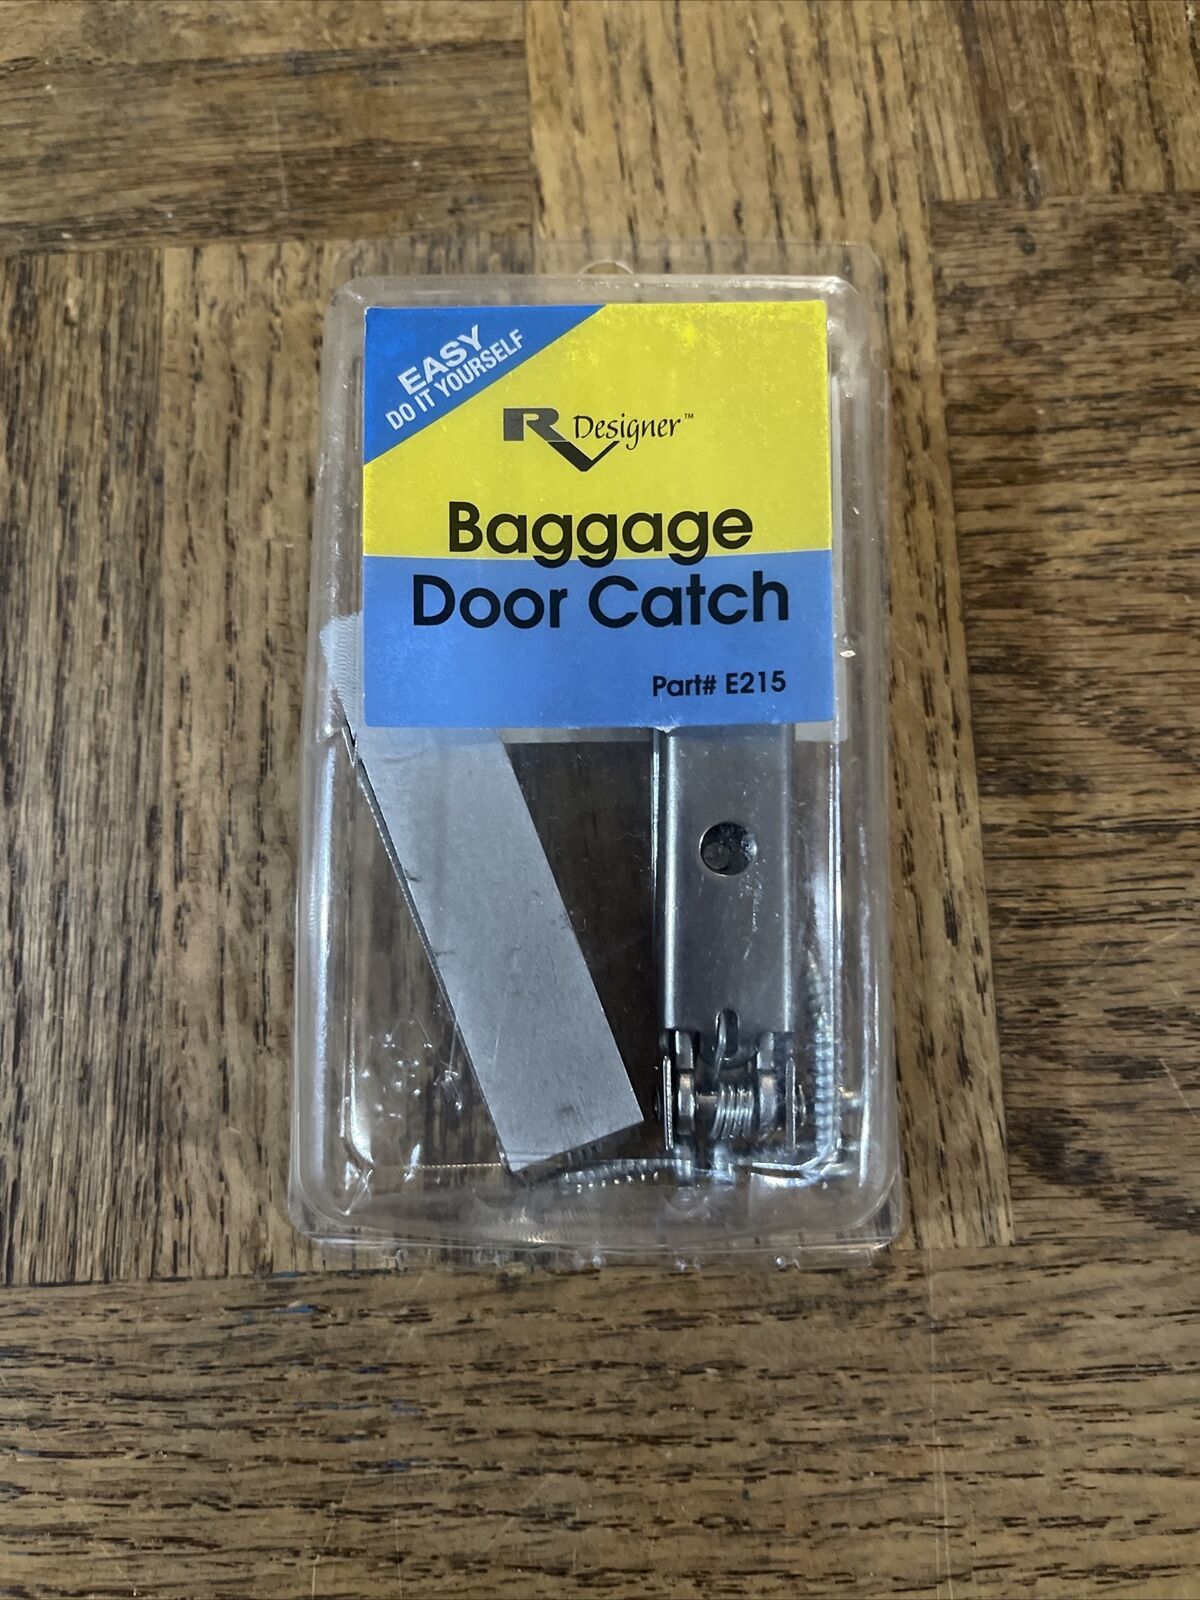 EASY
DO IT YOURSELF
RV Designer™
Baggage
Door Catch
Part# E215